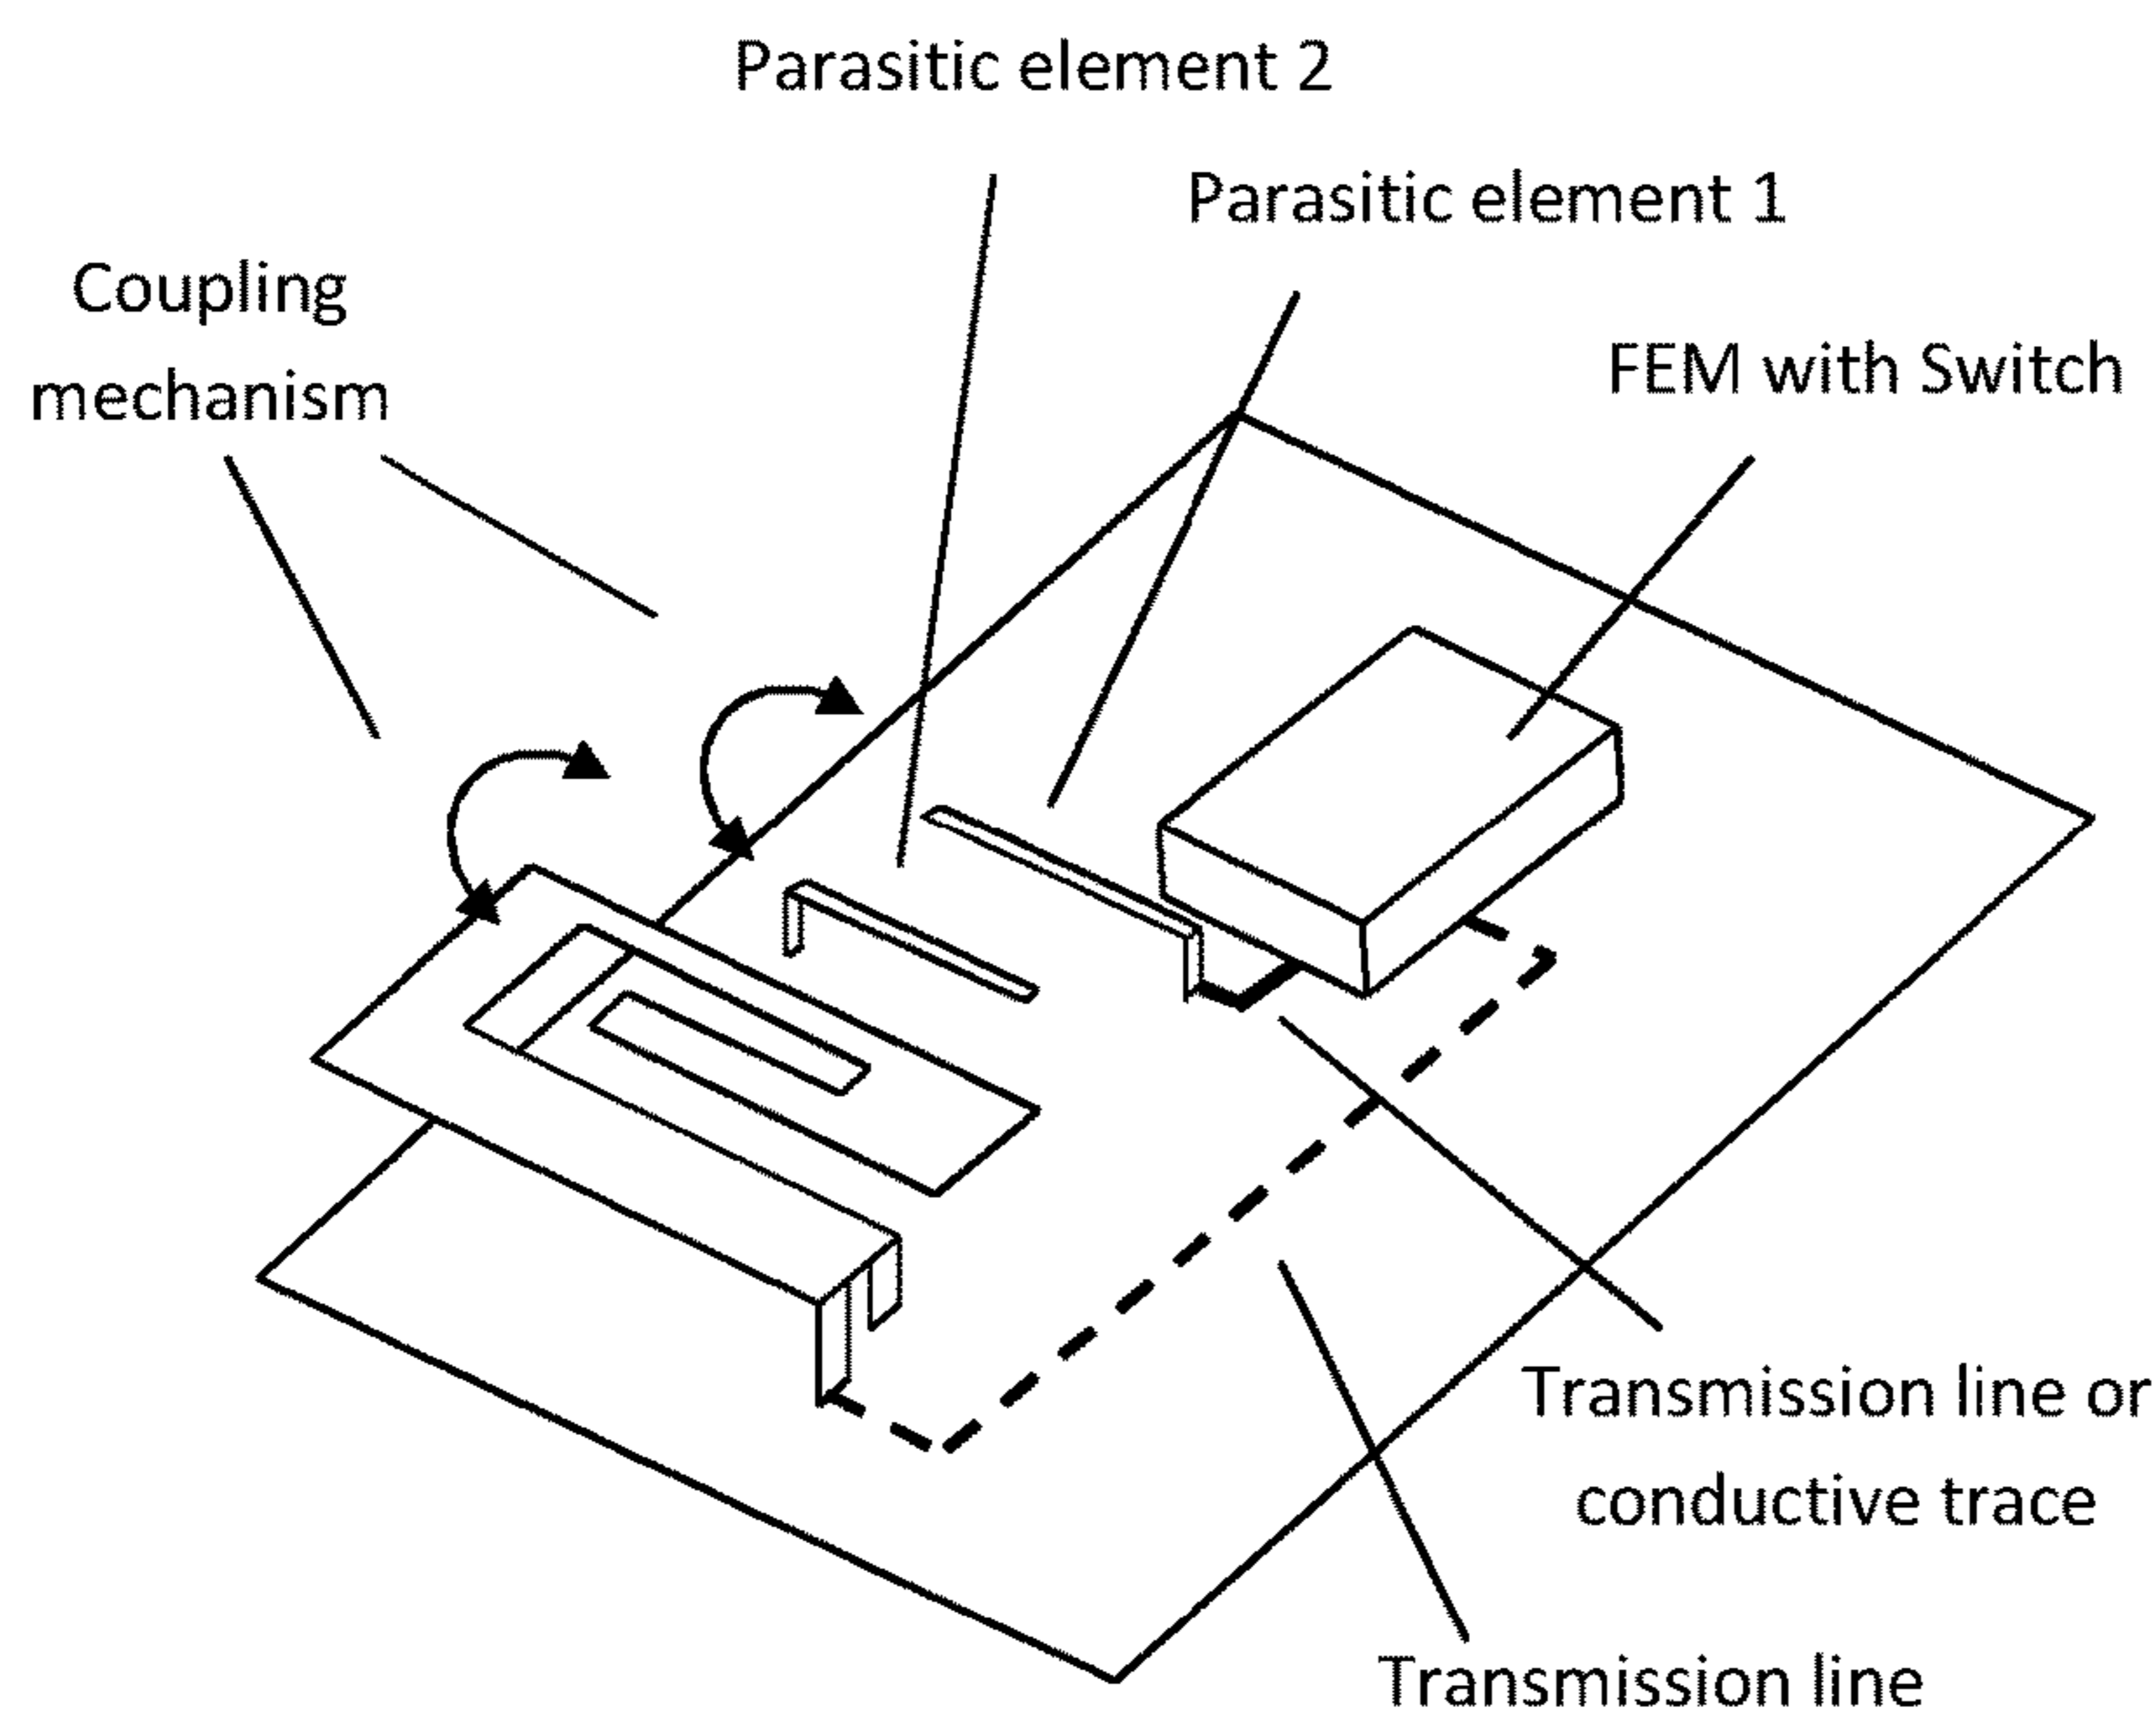 Parasitic element 2
Parasitic element 1
Coupling
mechanism
FEM with Switch
Transmission line or
conductive trace
Transmission line